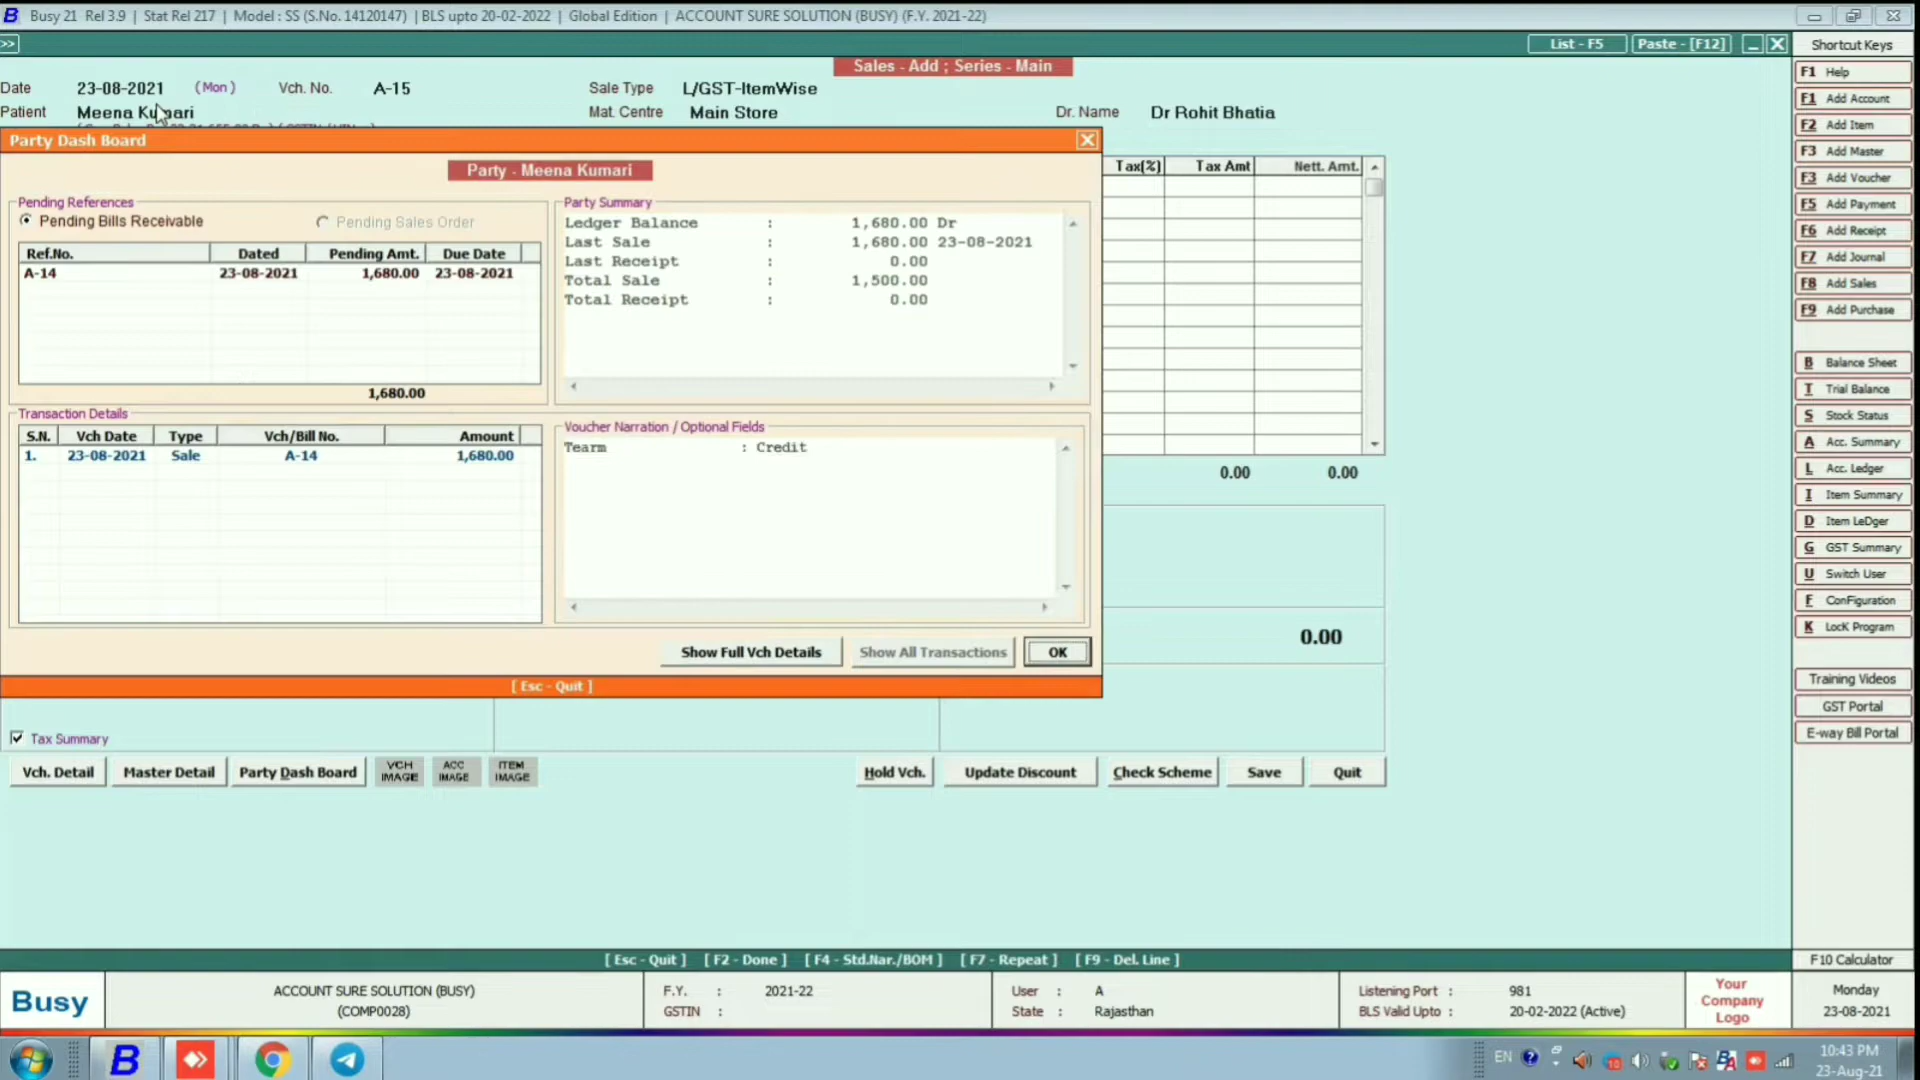 Busy 21 Rel 3.9 | Stat Rel 217 | Model : SS (S.No. 14120147) | BLS upto 20-02-2022 | Global Edition | ACCOUNT SURE SOLUTION (BUSY) (F.Y. 2021-22)
>> List - F5 Paste - [F12] Shortcut Keys
Sales - Add ; Series - Main
Date 23-08-2021 (Mon) Vch. No. A-15 Sale Type L/GST-ItemWise
Patient Meena Kumari Mat. Centre Main Store Dr. Name Dr Rohit Bhatia
Party Dash Board
Party - Meena Kumari
Pending References
Pending Bills Receivable Pending Sales Order
Ref.No. Dated Pending Amt. Due Date
A-14 23-08-2021 1,680.00 23-08-2021
1,680.00
Party Summary
Ledger Balance : 1,680.00 Dr
Last Sale : 1,680.00 23-08-2021
Last Receipt : 0.00
Total Sale : 1,500.00
Total Receipt : 0.00
Transaction Details
S.N. Vch Date Type Vch/Bill No. Amount
1. 23-08-2021 Sale A-14 1,680.00
Voucher Narration / Optional Fields
Tearm : Credit
Show Full Vch Details Show All Transactions OK
[ Esc - Quit ]
Tax(%) Tax Amt Nett. Amt.
0.00 0.00
0.00
Tax Summary
Vch. Detail Master Detail Party Dash Board VCH IMAGE ACC IMAGE ITEM IMAGE Hold Vch. Update Discount Check Scheme Save Quit
F1 Help
F1 Add Account
F2 Add Item
F3 Add Master
F3 Add Voucher
F5 Add Payment
F6 Add Receipt
F7 Add Journal
F8 Add Sales
F9 Add Purchase
B Balance Sheet
T Trial Balance
S Stock Status
A Acc. Summary
L Acc. Ledger
I Item Summary
D Item LeDger
G GST Summary
U Switch User
F ConFiguration
K LocK Program
Training Videos
GST Portal
E-way Bill Portal
[ Esc - Quit ] [ F2 - Done ] [ F4 - Std.Nar./BOM ] [ F7 - Repeat ] [ F9 - Del. Line ] F10 Calculator
Busy
ACCOUNT SURE SOLUTION (BUSY)
(COMP0028)
F.Y. : 2021-22
GSTIN :
User : A
State : Rajasthan
Listening Port : 981
BLS Valid Upto : 20-02-2022 (Active)
Your
Company
Logo
Monday
23-08-2021
EN
10:43 PM
23-Aug-21